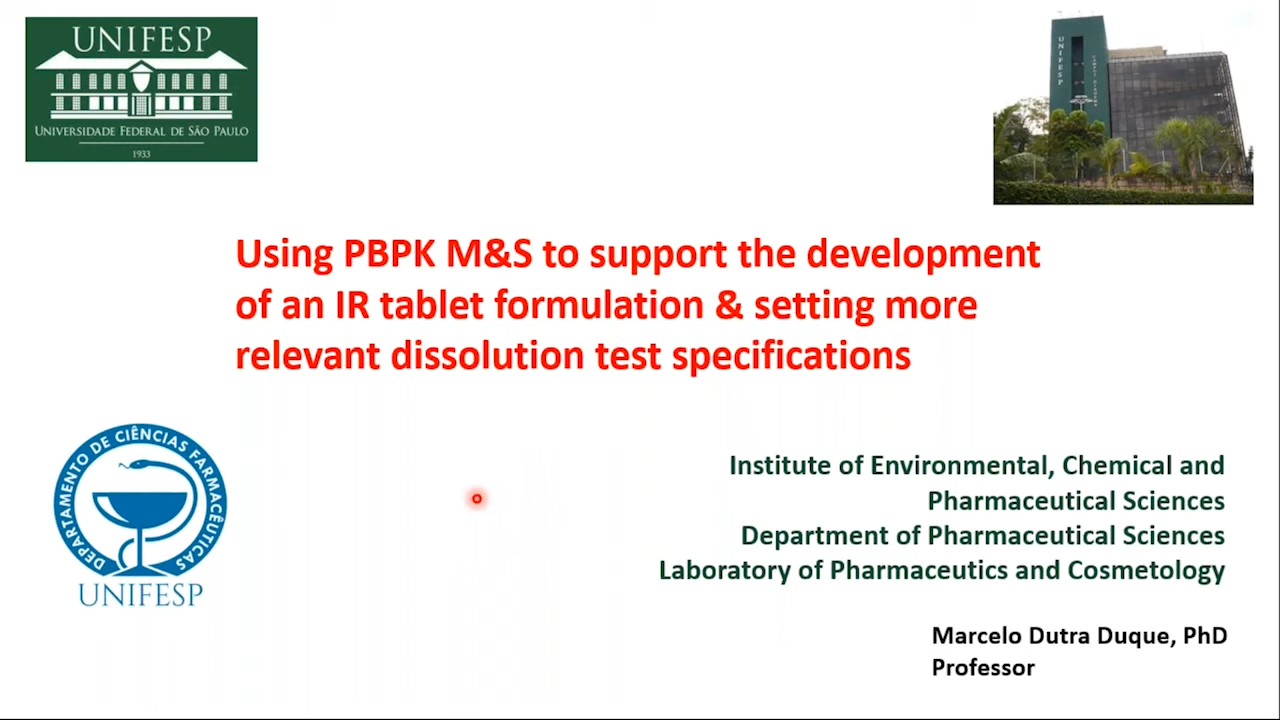 UNIFESP
UNIVERSIDADE FEDERAL DE SÃO PAULO
1933
UNIFESP
Using PBPK M&S to support the development
of an IR tablet formulation & setting more
relevant dissolution test specifications
DEPARTAMENTO DE CIÊNCIAS FARMACÊUTICAS
UNIFESP
Institute of Environmental, Chemical and
Pharmaceutical Sciences
Department of Pharmaceutical Sciences
Laboratory of Pharmaceutics and Cosmetology
Marcelo Dutra Duque, PhD
Professor